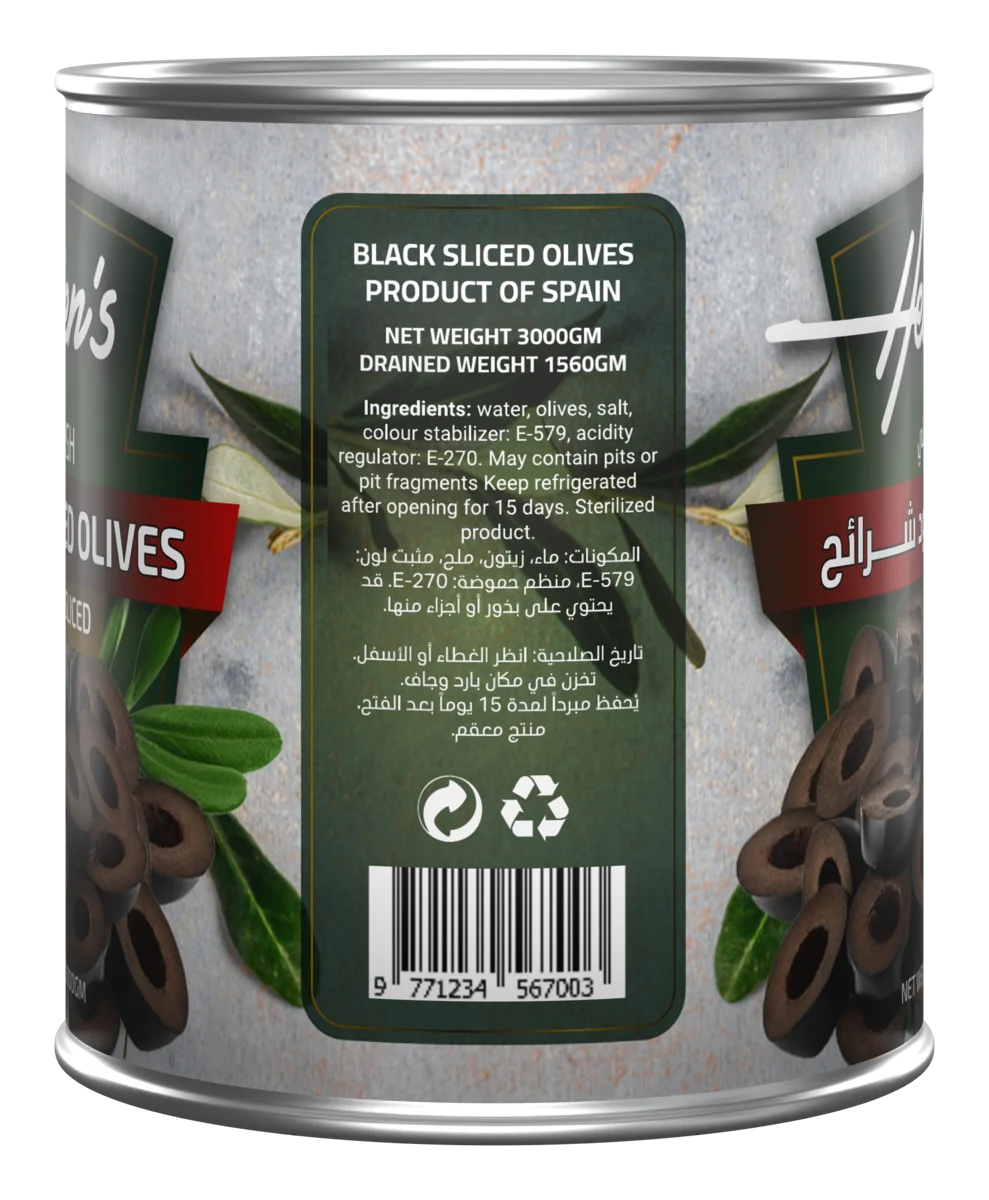 BLACK SLICED OLIVES
PRODUCT OF SPAIN
NET WEIGHT 3000GM
DRAINED WEIGHT 1560GM
Ingredients: water, olives, salt,
colour stabilizer: E-579, acidity
regulator: E-270. May contain pits or
pit fragments Keep refrigerated
after opening for 15 days. Sterilized
product.
المكونات: ماء، زيتون، ملح، مثبت لون:
E-579، منظم حموضة: E-270. قد
يحتوي على بذور أو أجزاء منها.
تاريخ الصلاحية: انظر الغطاء أو الأسفل.
تخزن في مكان بارد وجاف.
يُحفظ مبرداً لمدة 15 يوماً بعد الفتح.
منتج معقم.
9 771234 567003
OLIVES
شرائح